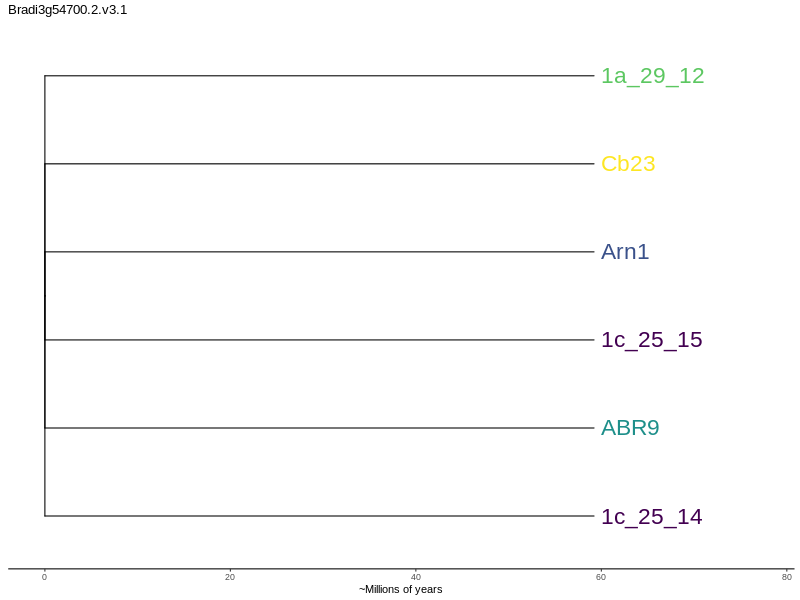 Bradi3g54700.2.v3.1
1a_29_12
Cb23
Arn1
1c_25_15
ABR9
1c_25_14
0 20 40 60 80
~Millions of years